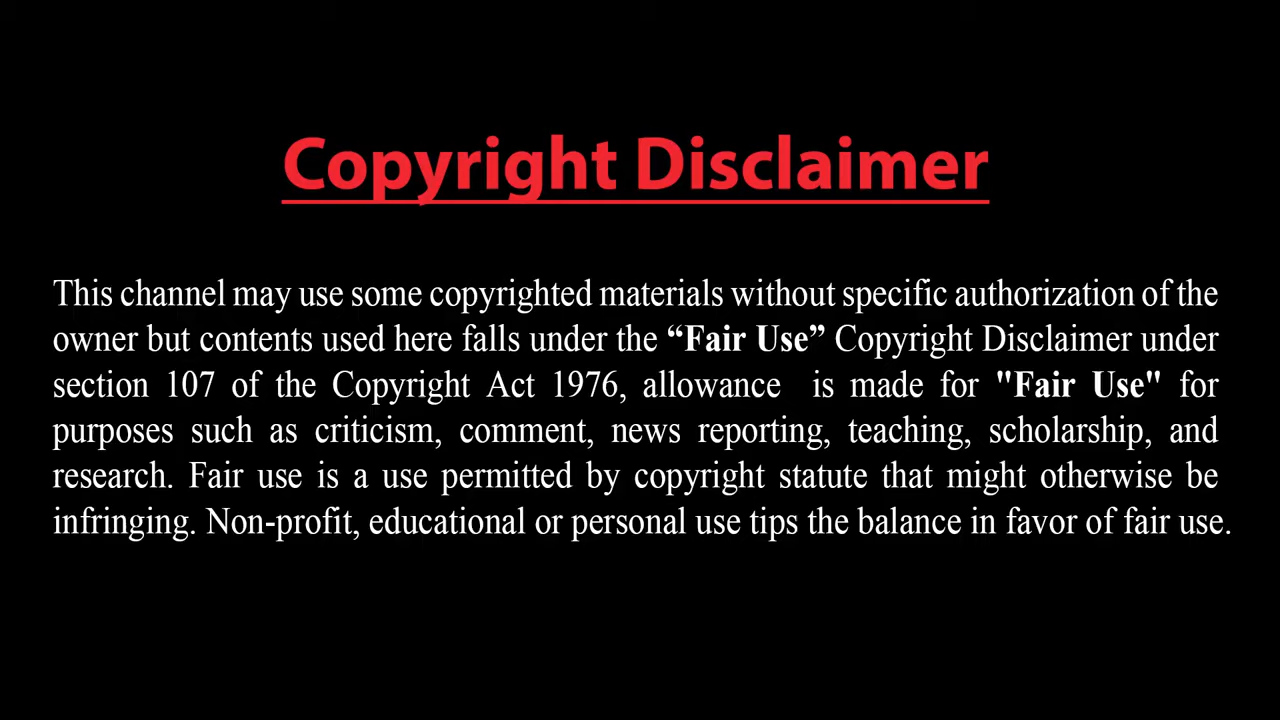 Copyright Disclaimer
This channel may use some copyrighted materials without specific authorization of the
owner but contents used here falls under the “Fair Use” Copyright Disclaimer under
section 107 of the Copyright Act 1976, allowance  is made for "Fair Use" for
purposes such as criticism, comment, news reporting, teaching, scholarship, and
research. Fair use is a use permitted by copyright statute that might otherwise be
infringing. Non-profit, educational or personal use tips the balance in favor of fair use.